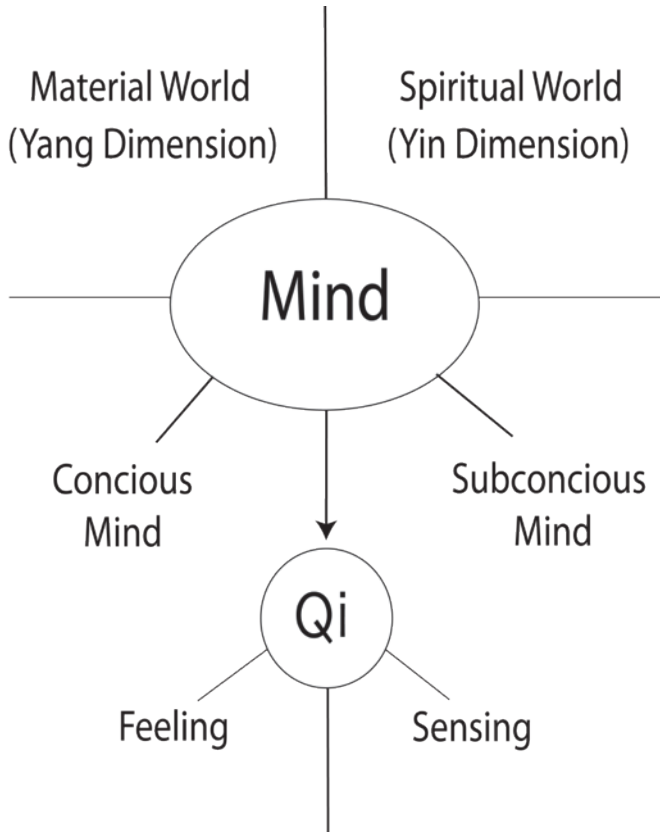 Material World
(Yang Dimension)
Spiritual World
(Yin Dimension)
Mind
Concious
Mind
Subconcious
Mind
Qi
Feeling
Sensing